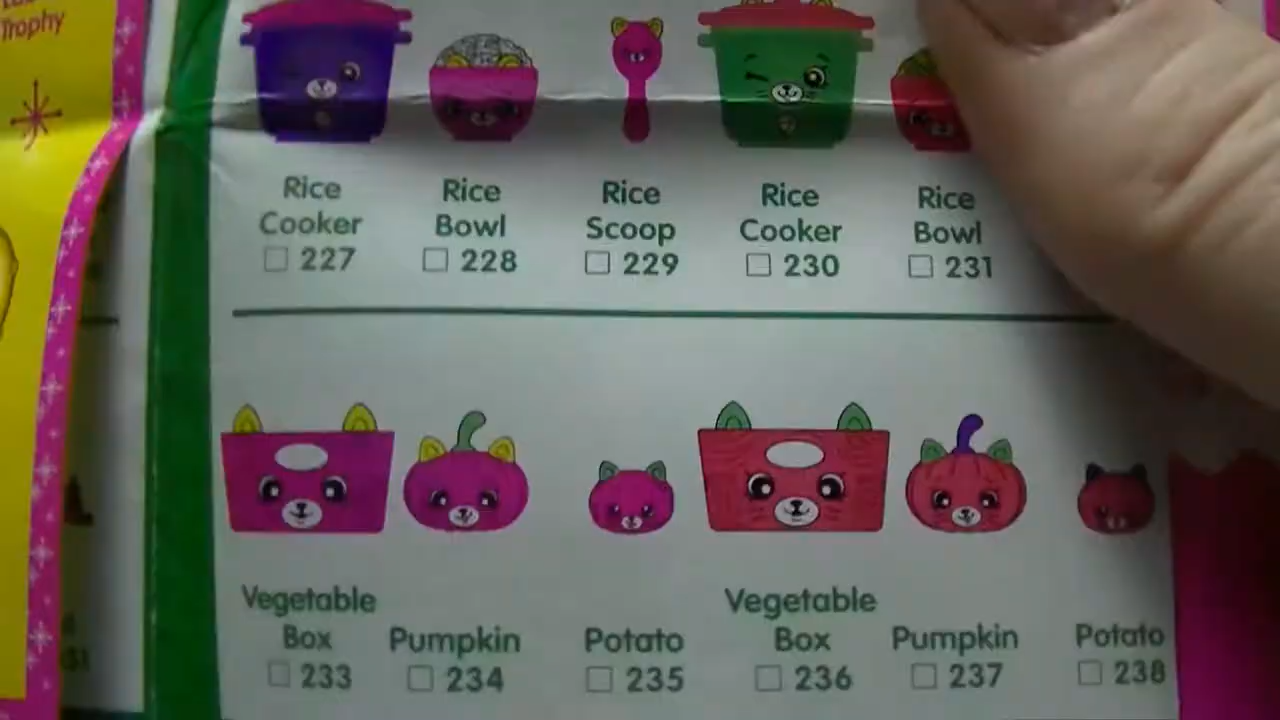 Trophy
Rice Cooker
227
Rice Bowl
228
Rice Scoop
229
Rice Cooker
230
Rice Bowl
231
Vegetable Box
233
Pumpkin
234
Potato
235
Vegetable Box
236
Pumpkin
237
Potato
238